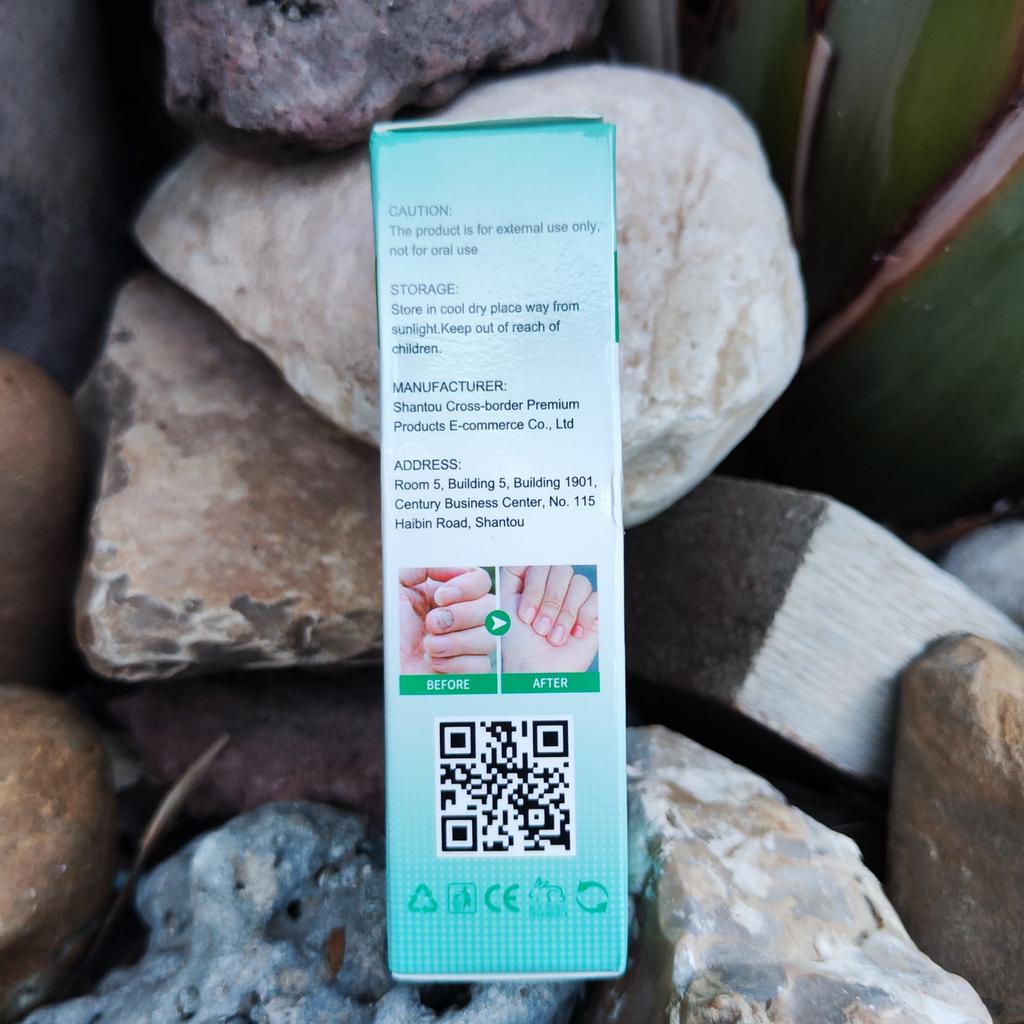 CAUTION:
The product is for external use only,
not for oral use
STORAGE:
Store in cool dry place way from
sunlight.Keep out of reach of
children.
MANUFACTURER:
Shantou Cross-border Premium
Products E-commerce Co., Ltd
ADDRESS:
Room 5, Building 5, Building 1901,
Century Business Center, No. 115
Haibin Road, Shantou
BEFORE AFTER
CE